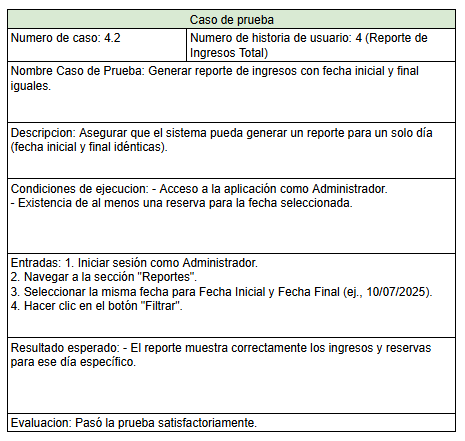 Caso de prueba
Numero de caso: 4.2
Numero de historia de usuario: 4 (Reporte de
Ingresos Total)
Nombre Caso de Prueba: Generar reporte de ingresos con fecha inicial y final
iguales.
Descripcion: Asegurar que el sistema pueda generar un reporte para un solo día
(fecha inicial y final idénticas).
Condiciones de ejecucion: - Acceso a la aplicación como Administrador.
- Existencia de al menos una reserva para la fecha seleccionada.
Entradas: 1. Iniciar sesión como Administrador.
2. Navegar a la sección "Reportes".
3. Seleccionar la misma fecha para Fecha Inicial y Fecha Final (ej., 10/07/2025).
4. Hacer clic en el botón "Filtrar".
Resultado esperado: - El reporte muestra correctamente los ingresos y reservas
para ese día específico.
Evaluacion: Pasó la prueba satisfactoriamente.